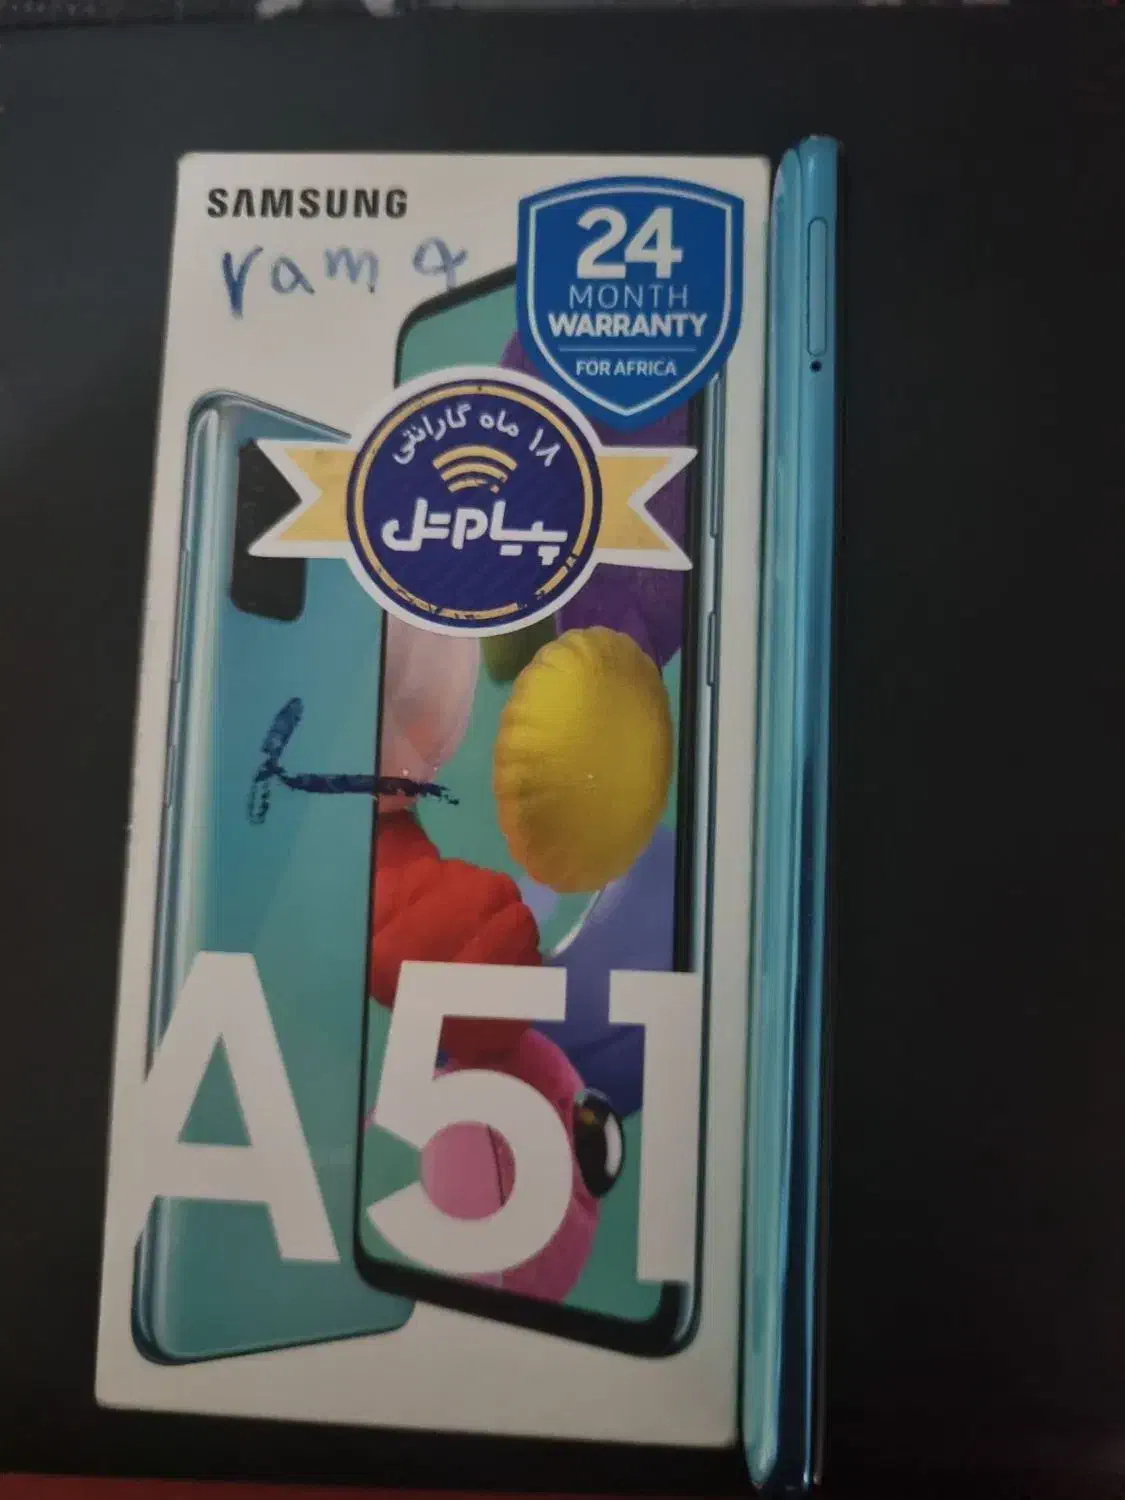 SAMSUNG
ram 4
24
MONTH
WARRANTY
FOR AFRICA
۱۸ ماه گارانتی
پیام تل
A51